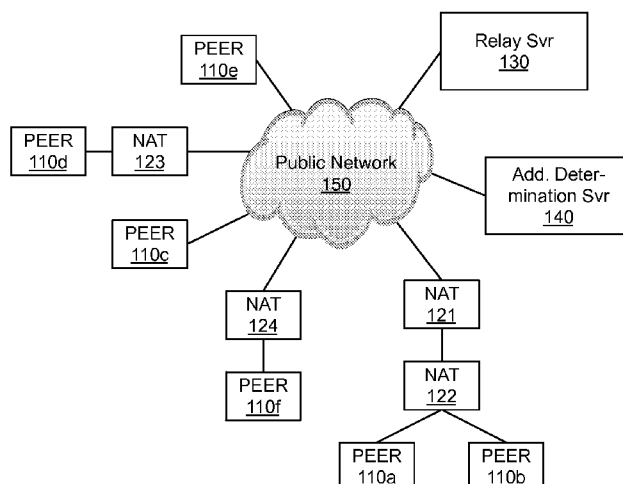 PEER
110e
Relay Svr
130
PEER
110d
NAT
123
Public Network
150
Add. Deter-
mination Svr
140
PEER
110c
NAT
124
NAT
121
PEER
110f
NAT
122
PEER
110a
PEER
110b